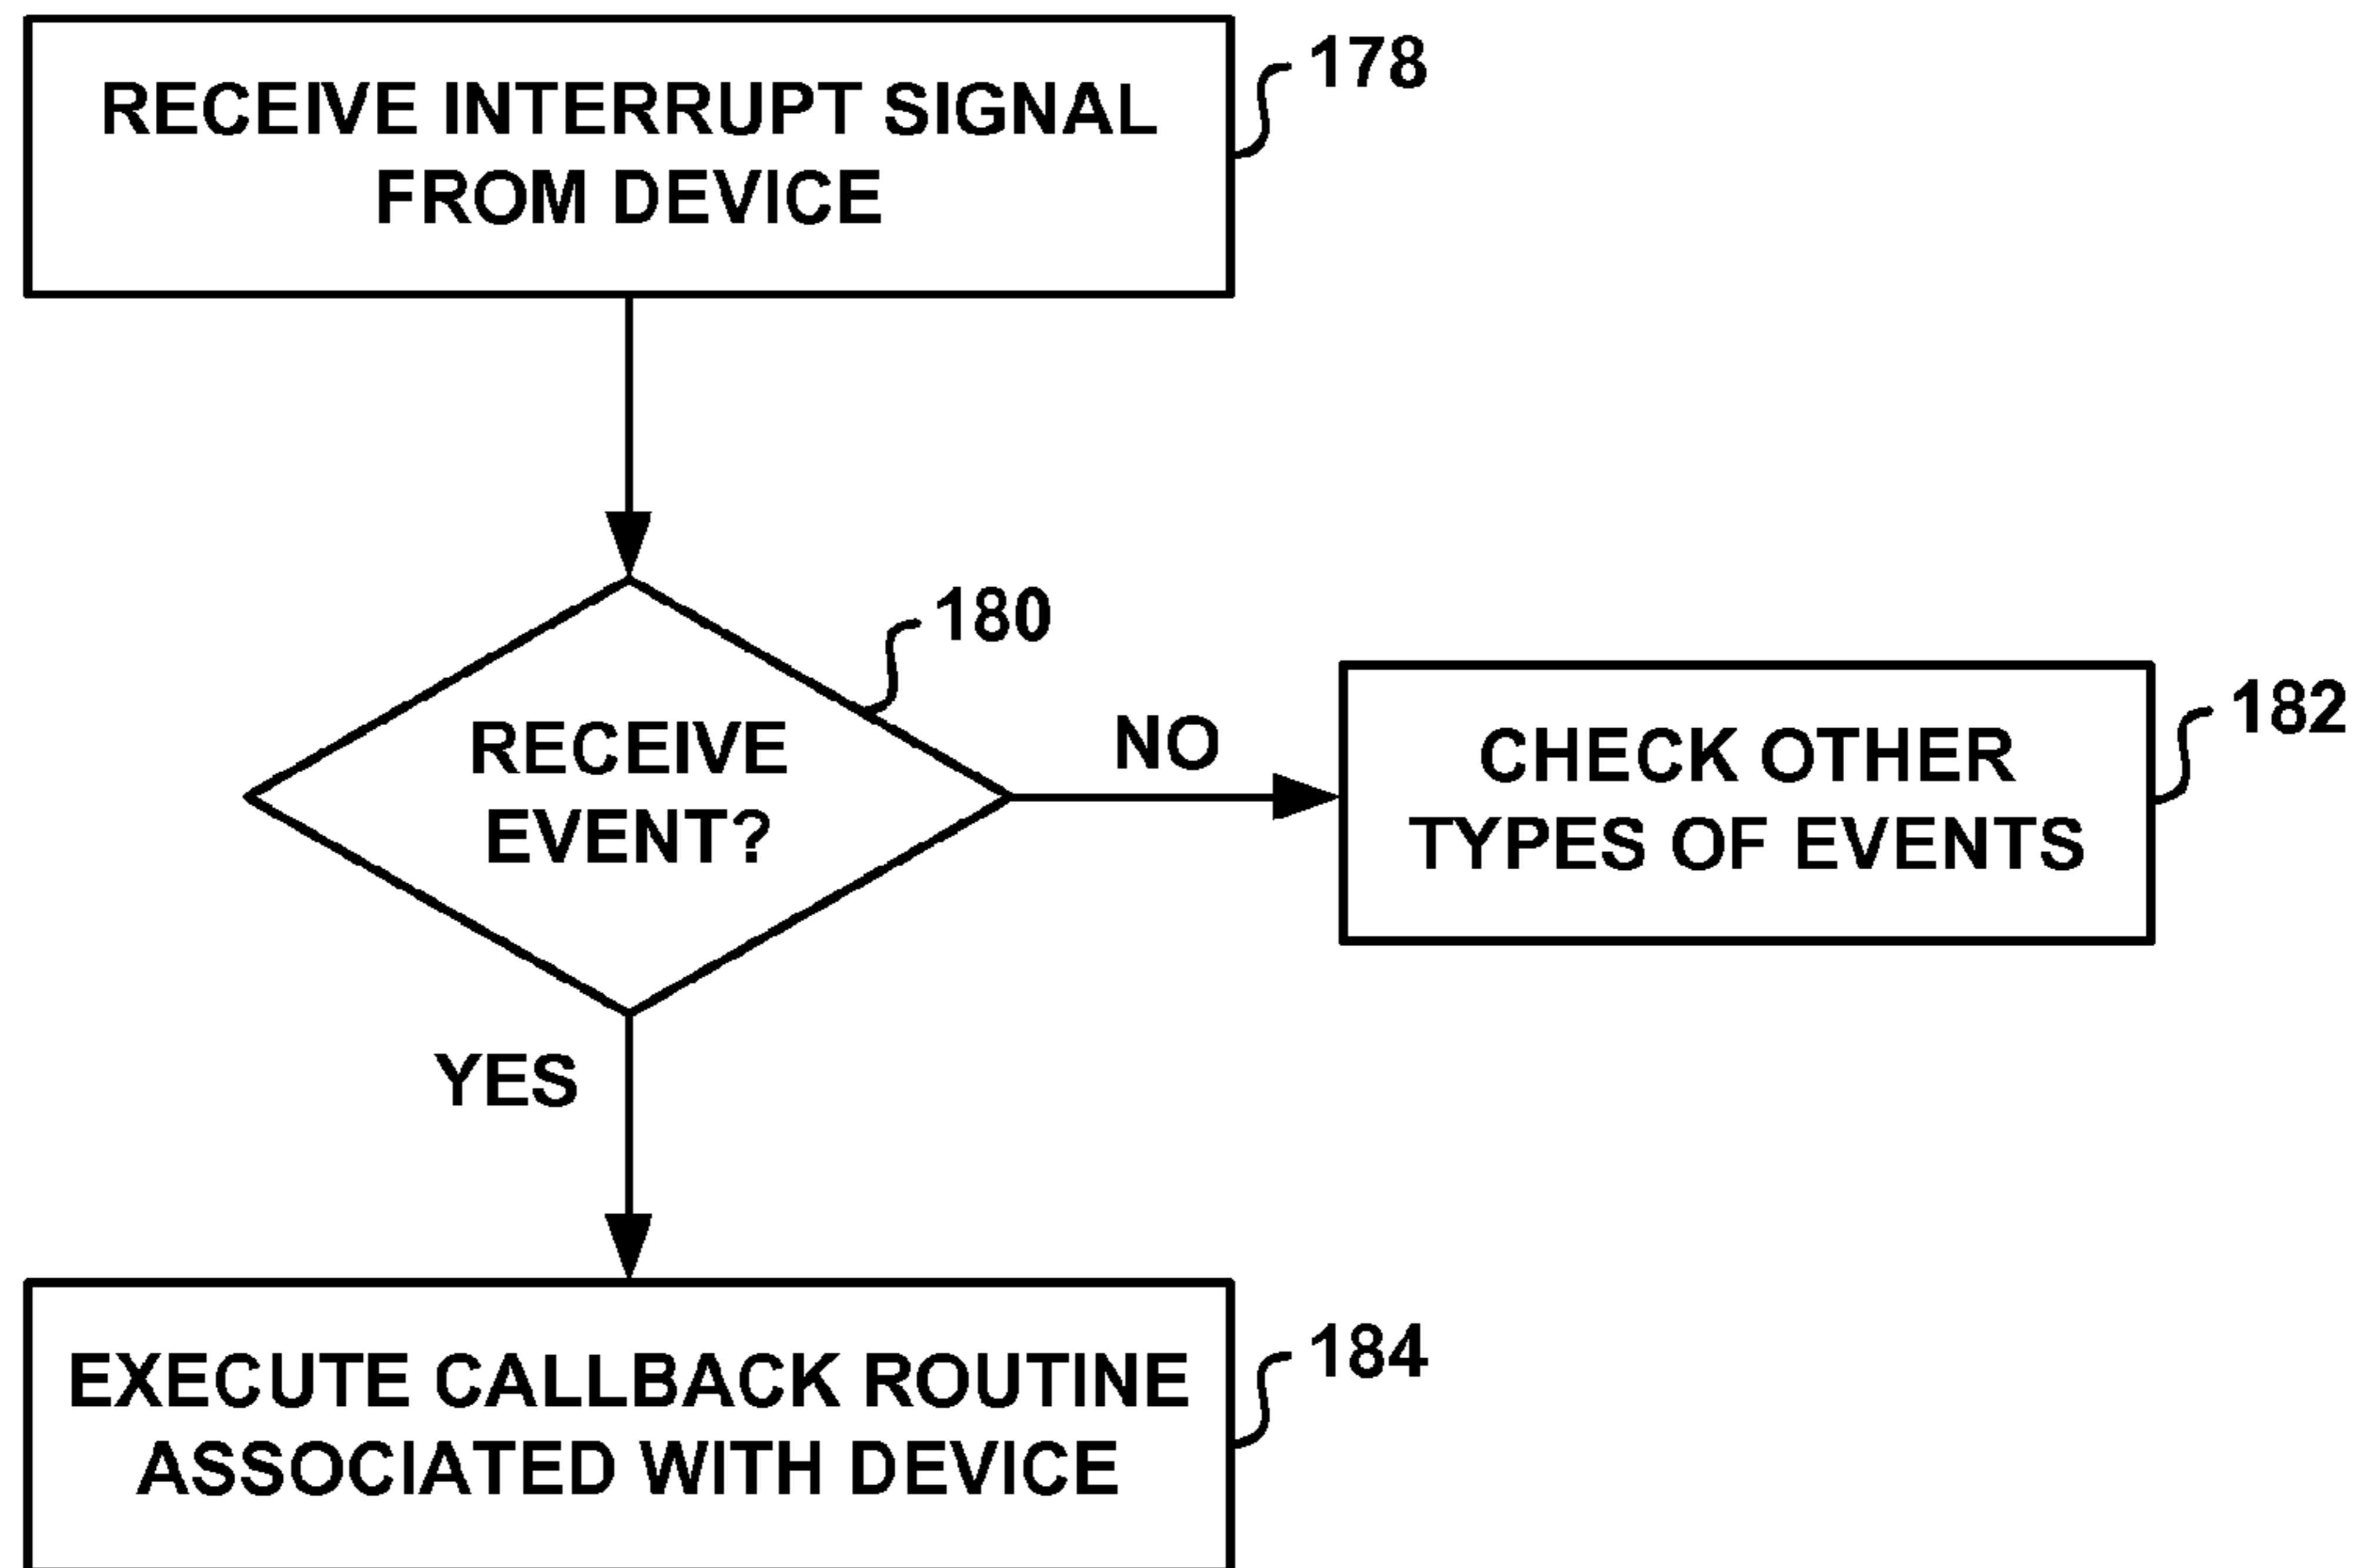 RECEIVE INTERRUPT SIGNAL
FROM DEVICE
178
180
RECEIVE
EVENT?
NO
CHECK OTHER
TYPES OF EVENTS
182
YES
EXECUTE CALLBACK ROUTINE
ASSOCIATED WITH DEVICE
184